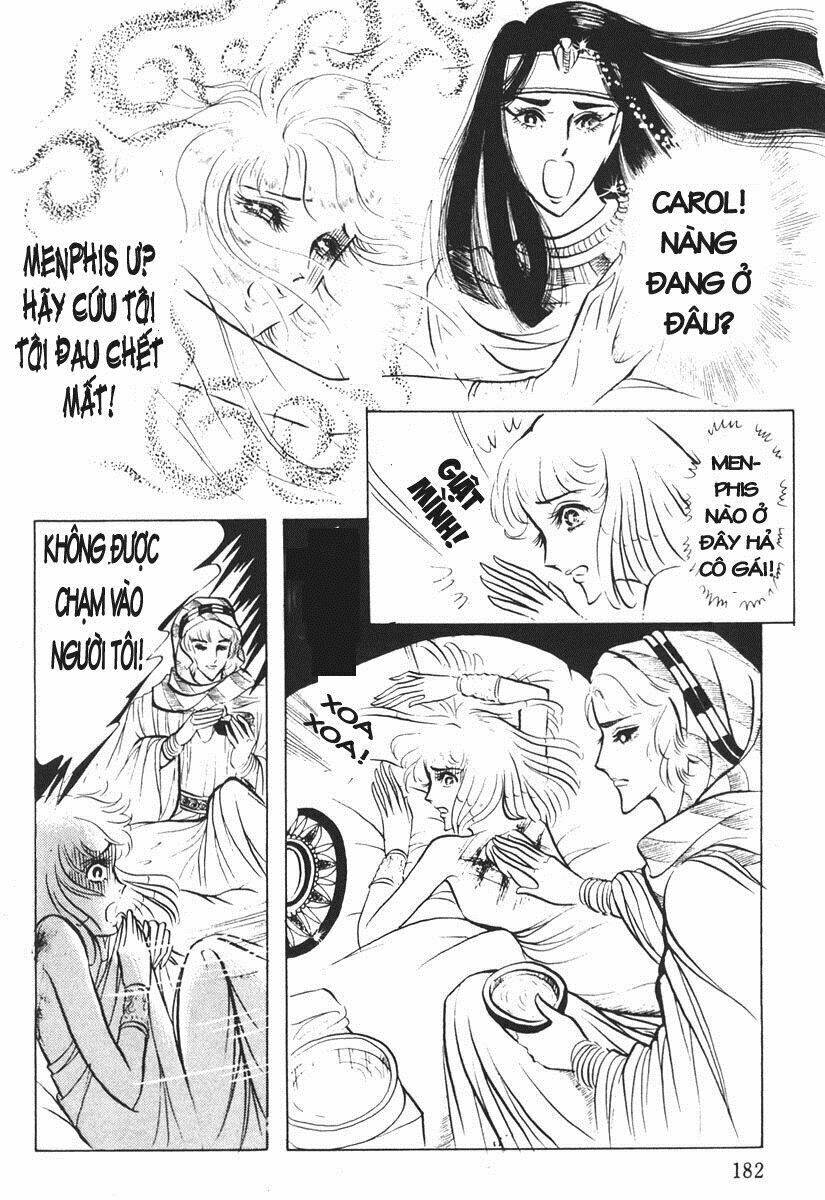 CAROL!
NÀNG
ĐANG Ở
ĐÂU?
MENPHIS Ư?
HÃY CỨU TÔI
TÔI ĐAU CHẾT
MẤT!
MEN-
PHIS
NÀO Ở
ĐÂY HẢ
CÔ GÁI!
GIẬT
MÌNH!
XOA
XOA!
KHÔNG ĐƯỢC
CHẠM VÀO
NGƯỜI TÔI!
182